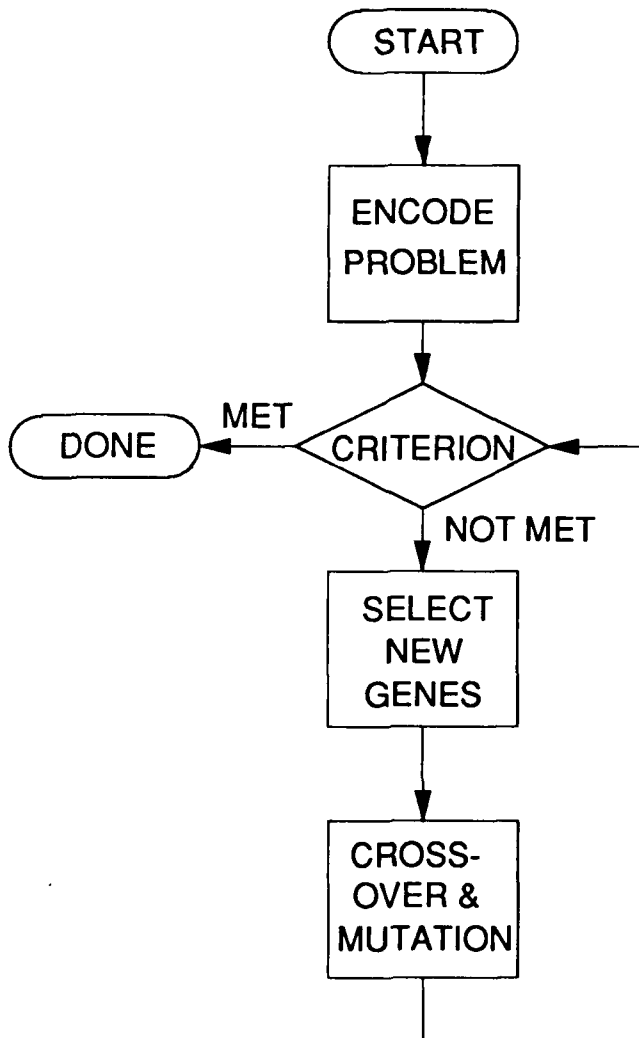 START
ENCODE
PROBLEM
MET
DONE
CRITERION
NOT MET
SELECT
NEW
GENES
CROSS-
OVER &
MUTATION